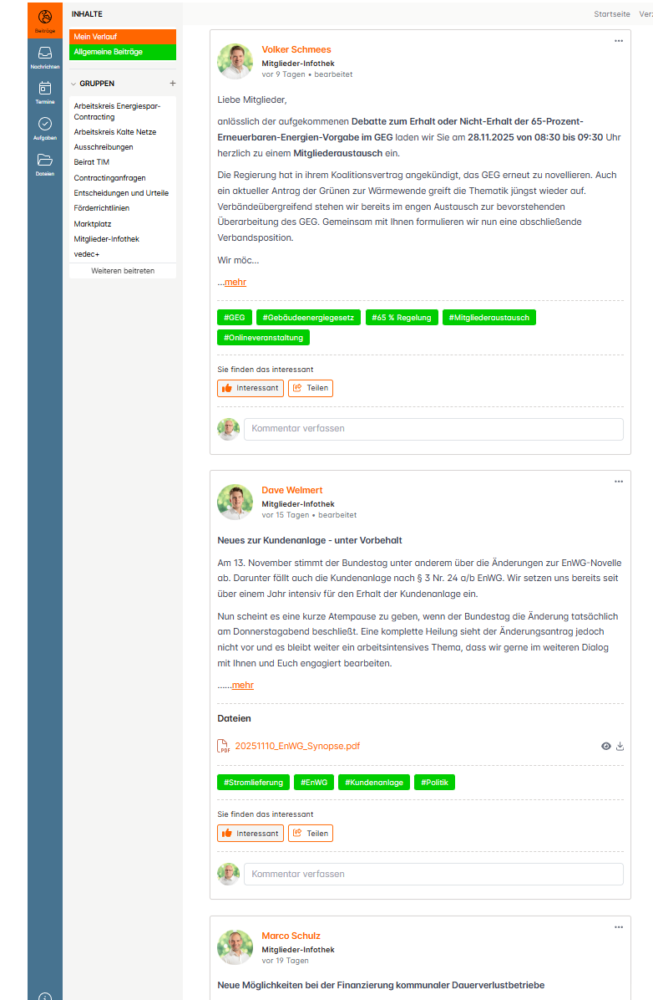 Beiträge
Nachrichten
Termine
Aufgaben
Dateien
INHALTE
Mein Verlauf
Allgemeine Beiträge
GRUPPEN
Arbeitskreis Energiespar-
Contracting
Arbeitskreis Kalte Netze
Ausschreibungen
Beirat TIM
Contractinganfragen
Entscheidungen und Urteile
Förderrichtlinien
Marktplatz
Mitglieder-Infothek
vedec+
Weiteren beitreten
Startseite Verz
Volker Schmees
Mitglieder-Infothek
vor 9 Tagen • bearbeitet
Liebe Mitglieder,
anlässlich der aufgekommenen Debatte zum Erhalt oder Nicht-Erhalt der 65-Prozent-
Erneuerbaren-Energien-Vorgabe im GEG laden wir Sie am 28.11.2025 von 08:30 bis 09:30 Uhr
herzlich zu einem Mitgliederaustausch ein.
Die Regierung hat in ihrem Koalitionsvertrag angekündigt, das GEG erneut zu novellieren. Auch
ein aktueller Antrag der Grünen zur Wärmewende greift die Thematik jüngst wieder auf.
Verbändeübergreifend stehen wir bereits im engen Austausch zur bevorstehenden
Überarbeitung des GEG. Gemeinsam mit Ihnen formulieren wir nun eine abschließende
Verbandsposition.
Wir möc...
...mehr
#GEG #Gebäudeenergiegesetz #65 % Regelung #Mitgliederaustausch
#Onlineveranstaltung
Sie finden das interessant
Interessant Teilen
Kommentar verfassen
Dave Welmert
Mitglieder-Infothek
vor 15 Tagen • bearbeitet
Neues zur Kundenanlage - unter Vorbehalt
Am 13. November stimmt der Bundestag unter anderem über die Änderungen zur EnWG-Novelle
ab. Darunter fällt auch die Kundenanlage nach § 3 Nr. 24 a/b EnWG. Wir setzen uns bereits seit
über einem Jahr intensiv für den Erhalt der Kundenanlage ein.
Nun scheint es eine kurze Atempause zu geben, wenn der Bundestag die Änderung tatsächlich
am Donnerstagabend beschließt. Eine komplette Heilung sieht der Änderungsantrag jedoch
nicht vor und es bleibt weiter ein arbeitsintensives Thema, dass wir gerne im weiteren Dialog
mit Ihnen und Euch engagiert bearbeiten.
......mehr
Dateien
PDF 20251110_EnWG_Synopse.pdf
#Stromlieferung #EnWG #Kundenanlage #Politik
Sie finden das interessant
Interessant Teilen
Kommentar verfassen
Marco Schulz
Mitglieder-Infothek
vor 19 Tagen
Neue Möglichkeiten bei der Finanzierung kommunaler Dauerverlustbetriebe